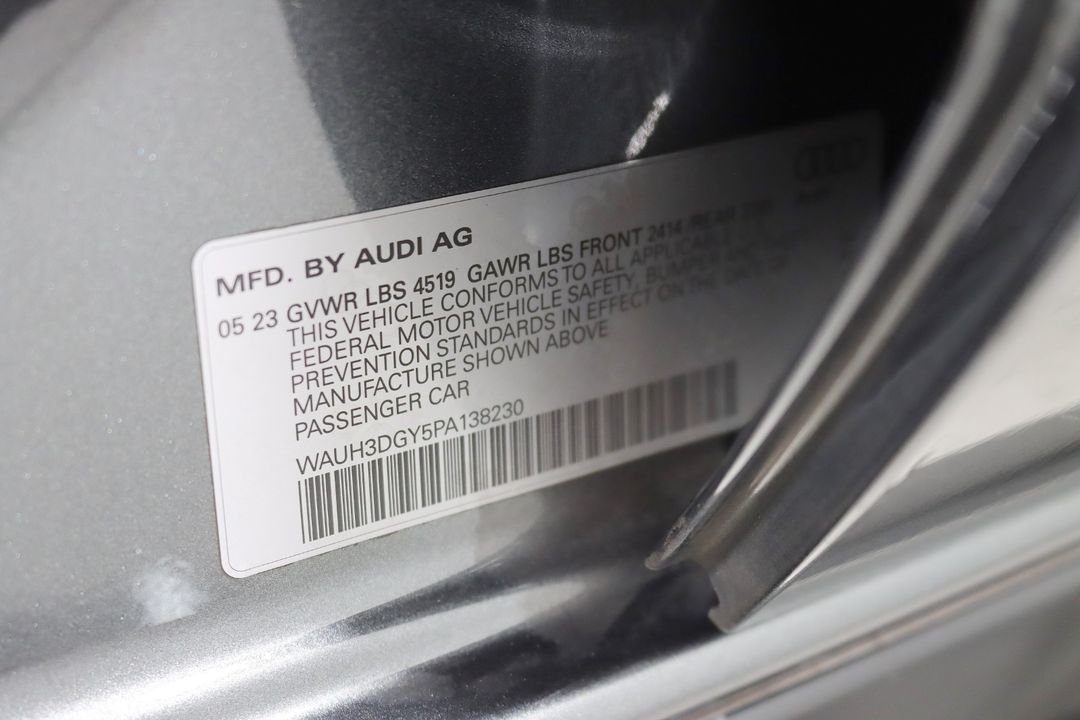 MFD. BY AUDI AG
05 23 GVWR LBS 4519 GAWR LBS FRONT 2414 /REAR
THIS VEHICLE CONFORMS TO ALL APPLICABLE
FEDERAL MOTOR VEHICLE SAFETY, BUMPER AND
PREVENTION STANDARDS IN EFFECT ON THE DATE OF
MANUFACTURE SHOWN ABOVE
PASSENGER CAR
WAUH3DGY5PA138230